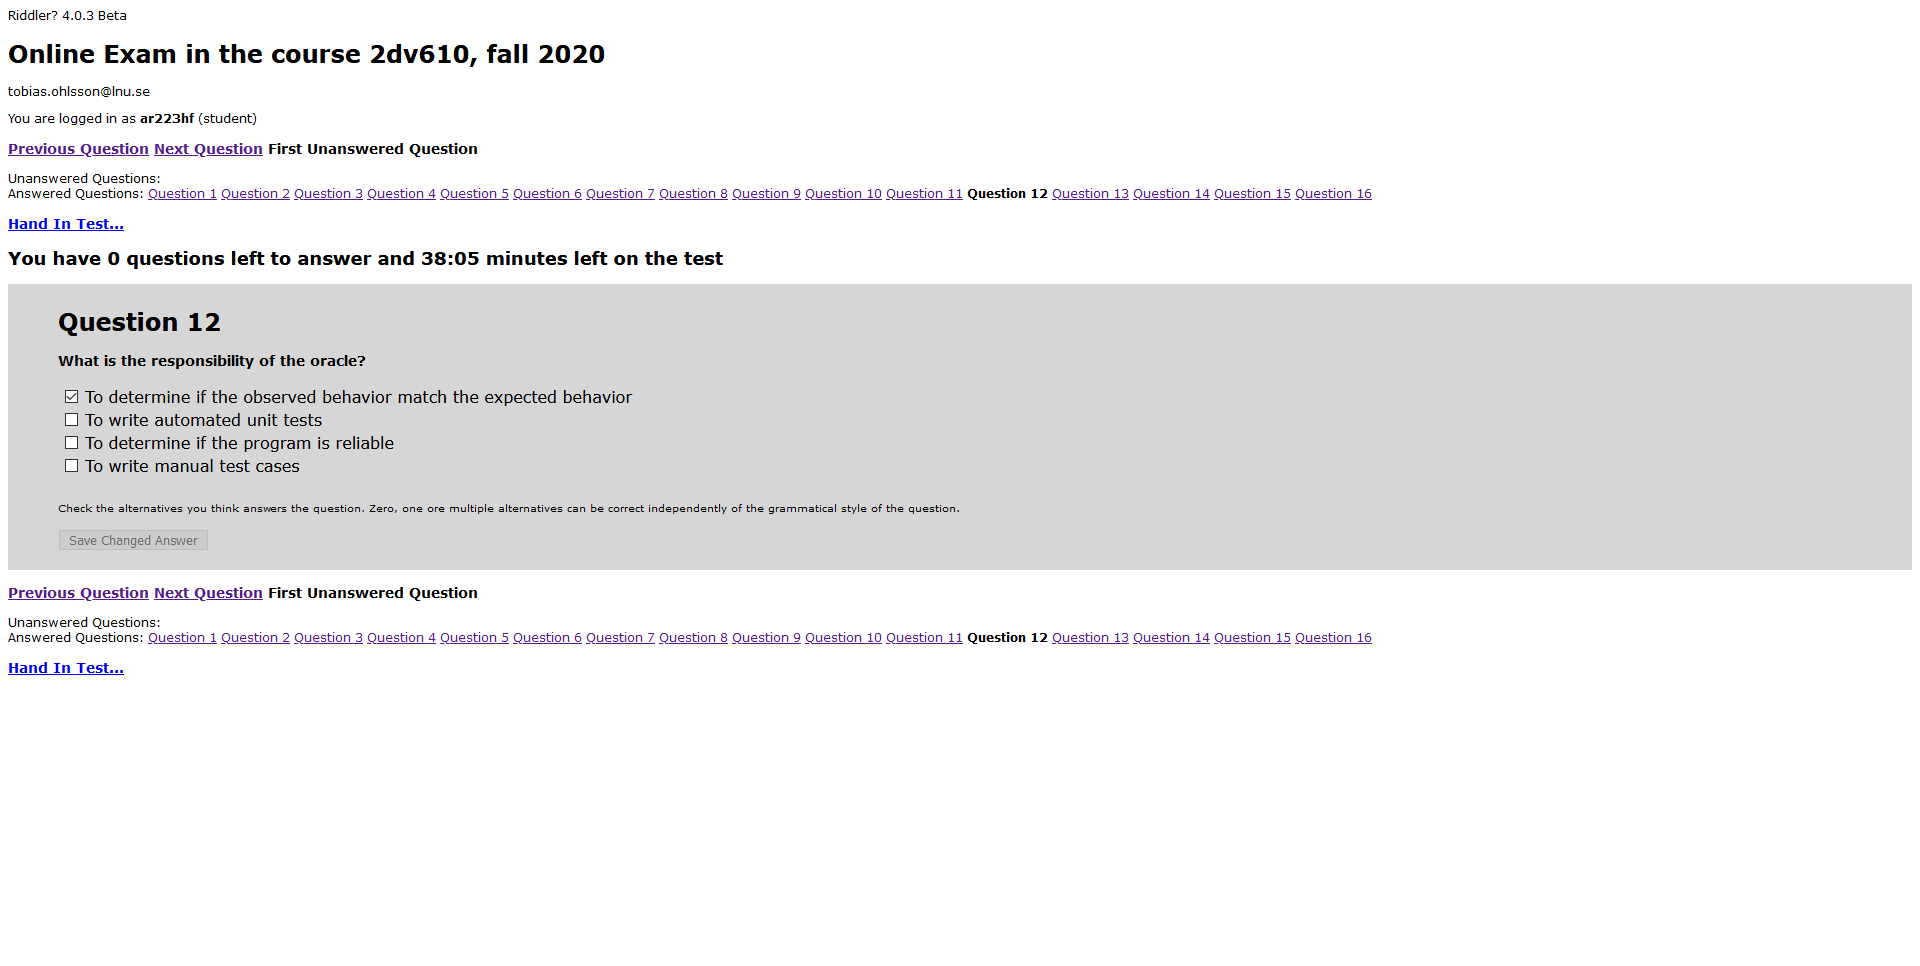 Riddler? 4.0.3 Beta
Online Exam in the course 2dv610, fall 2020
tobias.ohlsson@lnu.se
You are logged in as ar223hf (student)
Previous Question Next Question First Unanswered Question
Unanswered Questions:
Answered Questions: Question 1 Question 2 Question 3 Question 4 Question 5 Question 6 Question 7 Question 8 Question 9 Question 10 Question 11 Question 12 Question 13 Question 14 Question 15 Question 16
Hand In Test...
You have 0 questions left to answer and 38:05 minutes left on the test
Question 12
What is the responsibility of the oracle?
To determine if the observed behavior match the expected behavior
To write automated unit tests
To determine if the program is reliable
To write manual test cases
Check the alternatives you think answers the question. Zero, one ore multiple alternatives can be correct independently of the grammatical style of the question.
Save Changed Answer
Previous Question Next Question First Unanswered Question
Unanswered Questions:
Answered Questions: Question 1 Question 2 Question 3 Question 4 Question 5 Question 6 Question 7 Question 8 Question 9 Question 10 Question 11 Question 12 Question 13 Question 14 Question 15 Question 16
Hand In Test...